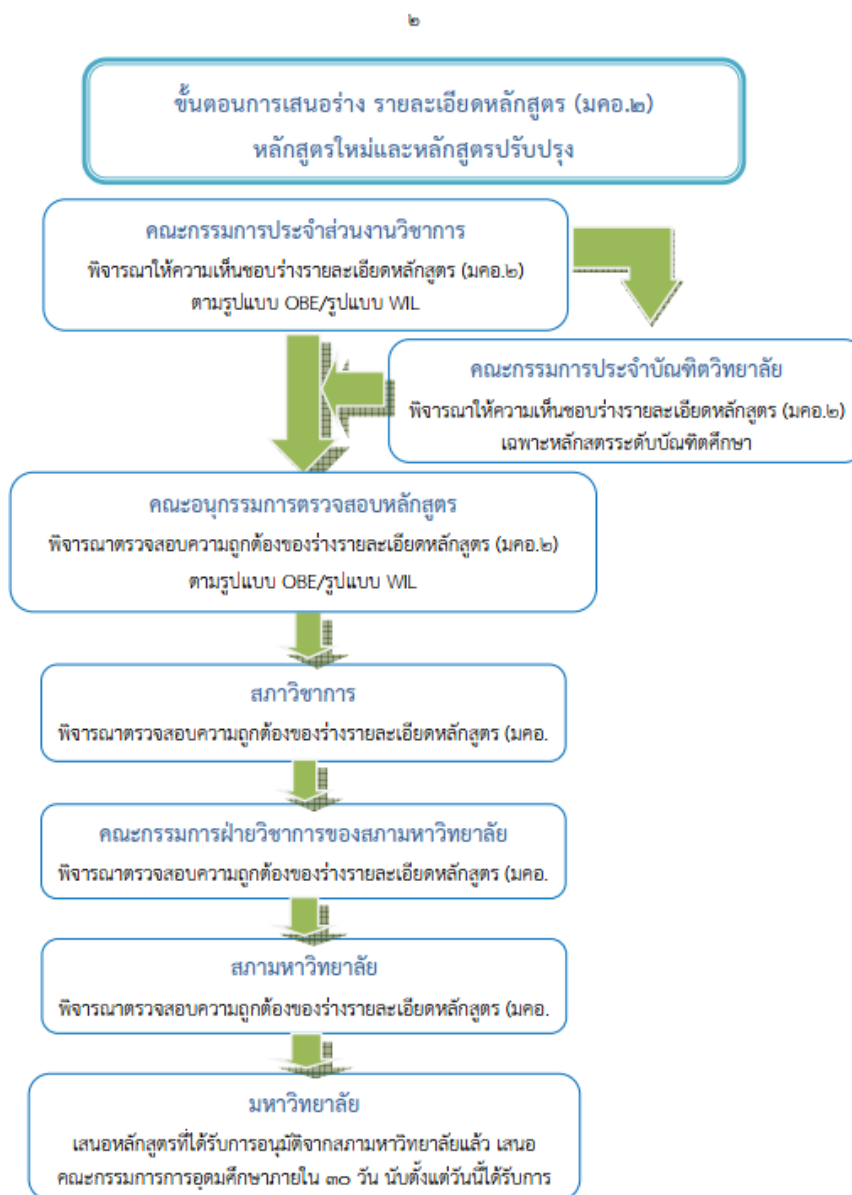 ๒
ขั้นตอนการเสนอร่าง รายละเอียดหลักสูตร (มคอ.๒)
หลักสูตรใหม่และหลักสูตรปรับปรุง
คณะกรรมการประจำส่วนงานวิชาการ
พิจารณาให้ความเห็นชอบร่างรายละเอียดหลักสูตร (มคอ.๒)
ตามรูปแบบ OBE/รูปแบบ WIL
คณะกรรมการประจำบัณฑิตวิทยาลัย
พิจารณาให้ความเห็นชอบร่างรายละเอียดหลักสูตร (มคอ.๒)
เฉพาะหลักสตรระดับบัณฑิตศึกษา
คณะอนุกรรมการตรวจสอบหลักสูตร
พิจารณาตรวจสอบความถูกต้องของร่างรายละเอียดหลักสูตร (มคอ.๒)
ตามรูปแบบ OBE/รูปแบบ WIL
สภาวิชาการ
พิจารณาตรวจสอบความถูกต้องของร่างรายละเอียดหลักสูตร (มคอ.
คณะกรรมการฝ่ายวิชาการของสภามหาวิทยาลัย
พิจารณาตรวจสอบความถูกต้องของร่างรายละเอียดหลักสูตร (มคอ.
สภามหาวิทยาลัย
พิจารณาตรวจสอบความถูกต้องของร่างรายละเอียดหลักสูตร (มคอ.
มหาวิทยาลัย
เสนอหลักสูตรที่ได้รับการอนุมัติจากสภามหาวิทยาลัยแล้ว เสนอ
คณะกรรมการการอุดมศึกษาภายใน ๓๐ วัน นับตั้งแต่วันนี้ได้รับการ